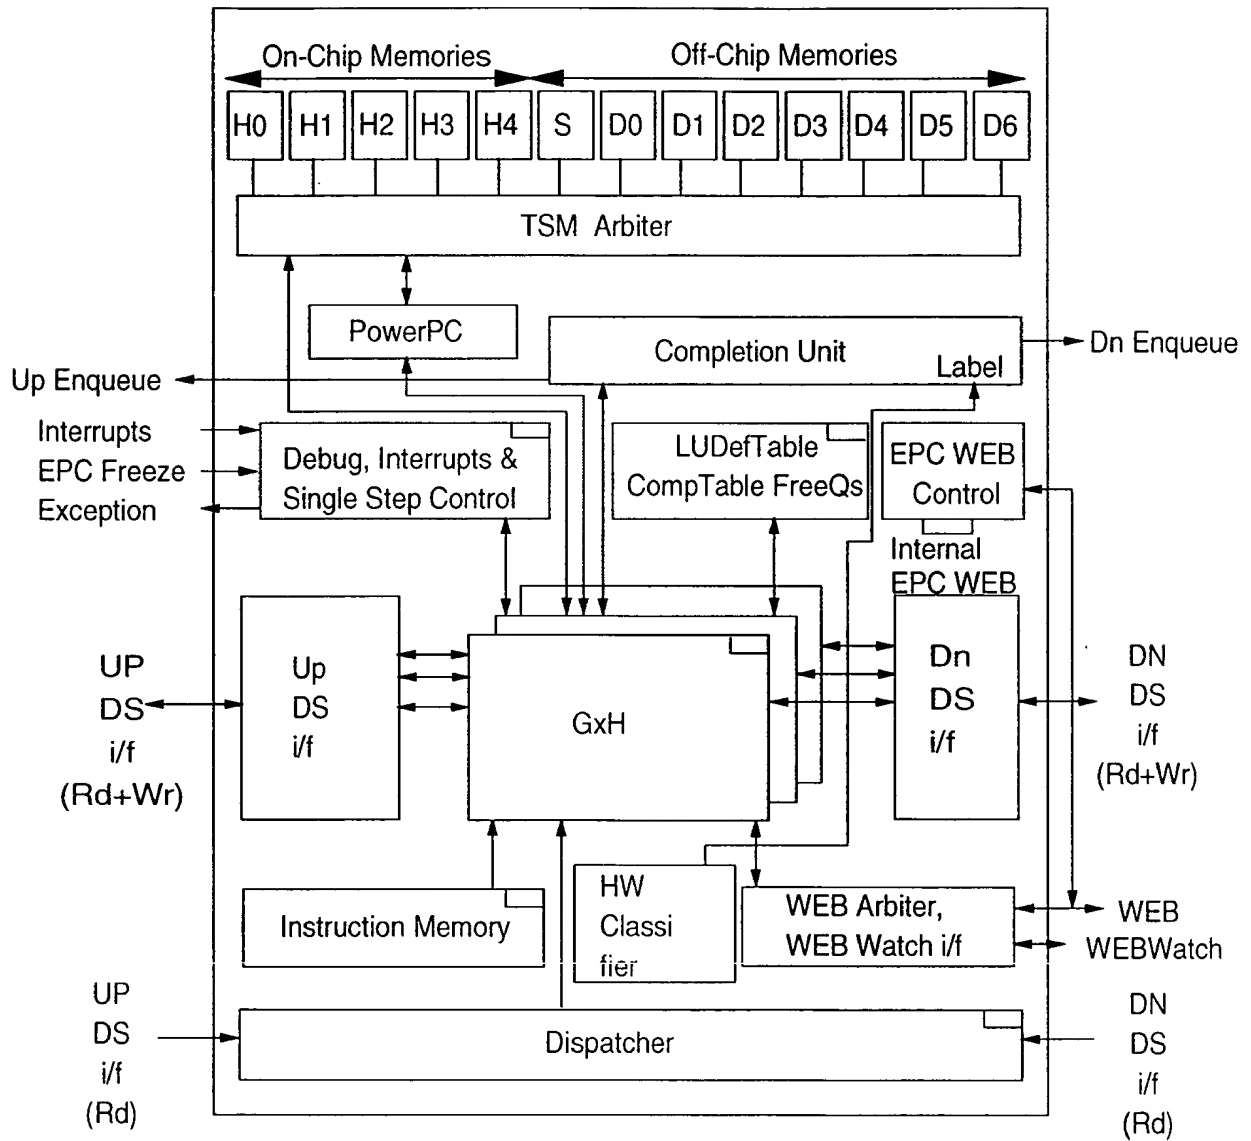 On-Chip Memories
Off-Chip Memories
H0 H1 H2 H3 H4 S D0 D1 D2 D3 D4 D5 D6
TSM Arbiter
PowerPC
Completion Unit
Label
Dn Enqueue
Up Enqueue
Interrupts
EPC Freeze
Exception
Debug, Interrupts &
Single Step Control
LUDefTable
CompTable FreeQs
EPC WEB
Control
Internal
EPC WEB
UP
DS
i/f
(Rd+Wr)
Up
DS
i/f
GxH
Dn
DS
i/f
DN
DS
i/f
(Rd+Wr)
Instruction Memory
HW
Classi
fier
WEB Arbiter,
WEB Watch i/f
WEB
WEBWatch
UP
DS
i/f
(Rd)
Dispatcher
DN
DS
i/f
(Rd)